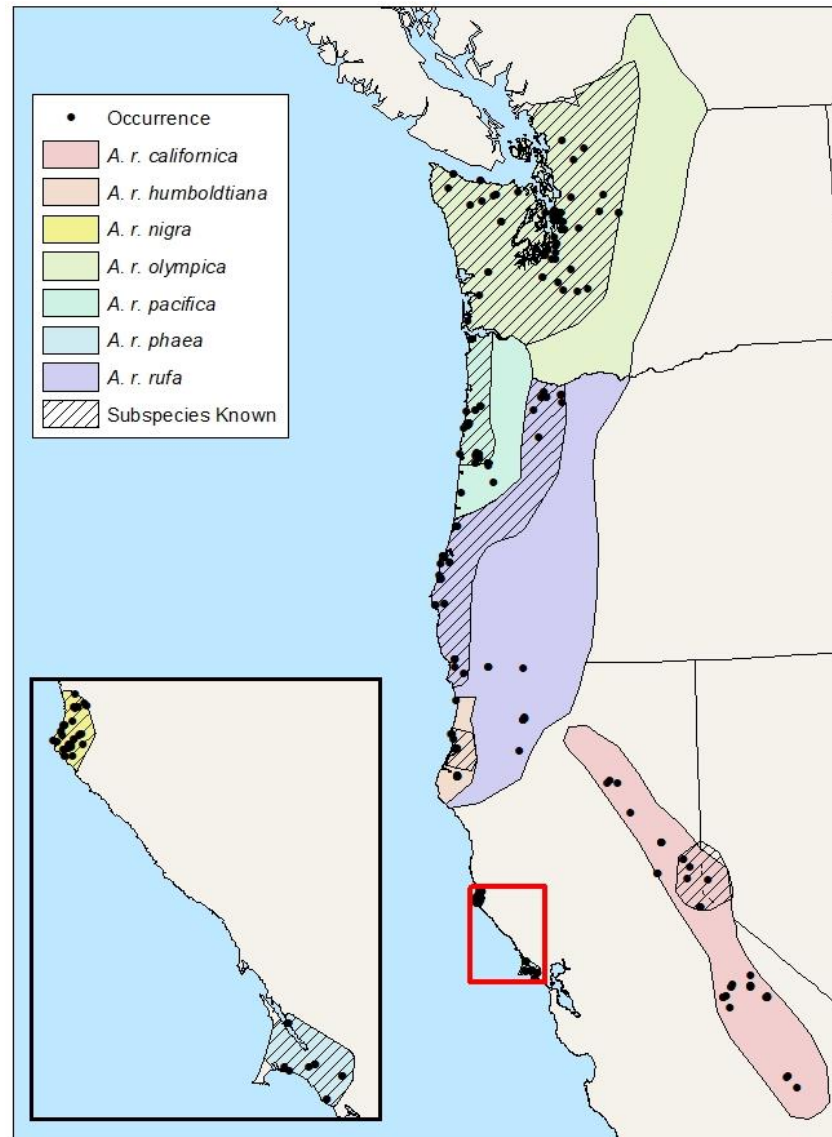 Occurrence
A. r. californica
A. r. humboldtiana
A. r. nigra
A. r. olympica
A. r. pacifica
A. r. phaea
A. r. rufa
Subspecies Known